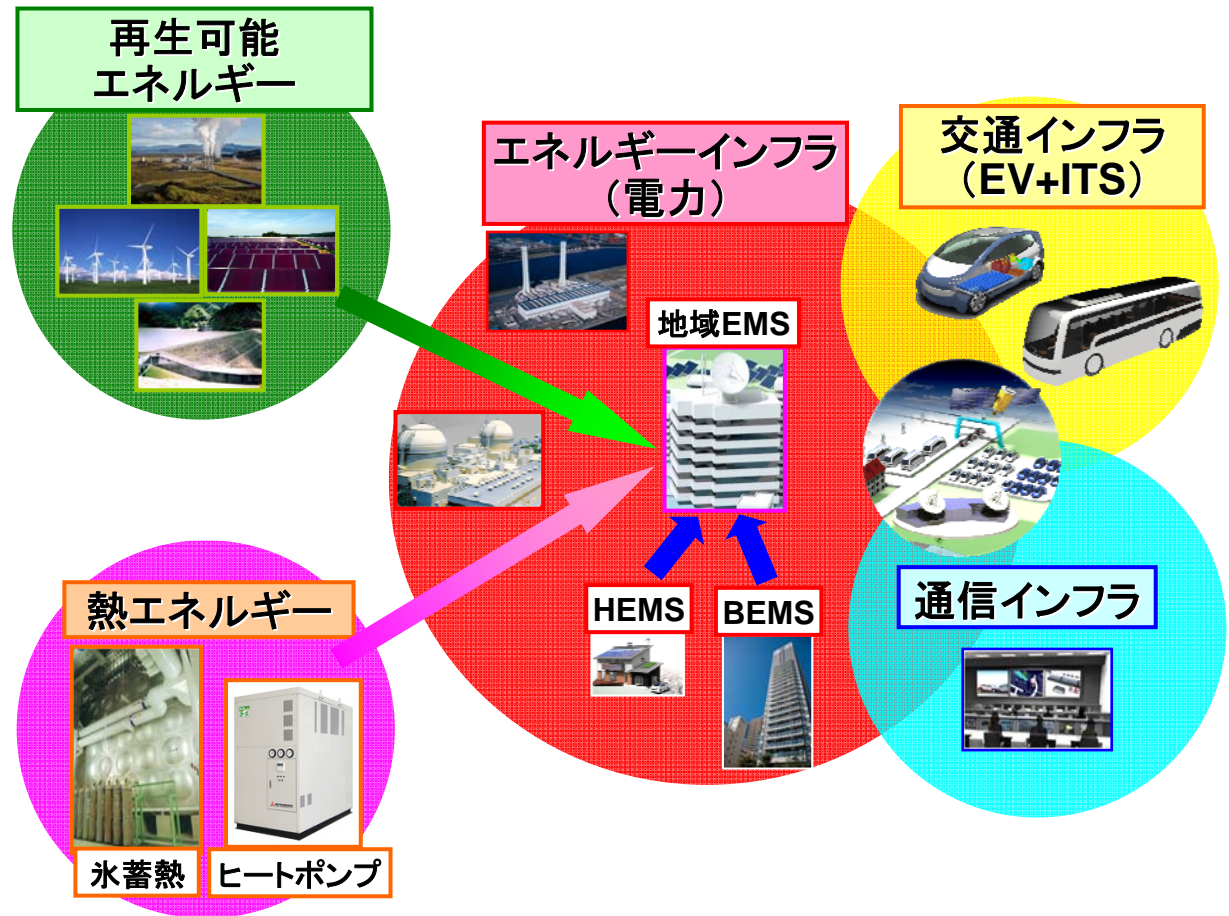 再生可能
エネルギー
エネルギーインフラ
（電力）
交通インフラ
（EV+ITS）
地域EMS
HEMS
BEMS
通信インフラ
熱エネルギー
氷蓄熱
ヒートポンプ